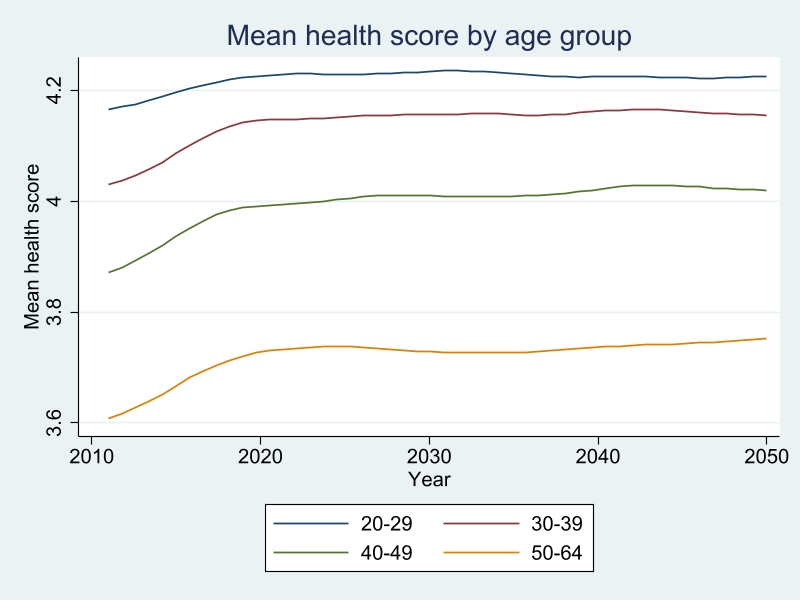 Mean health score by age group
Mean health score
4.2
4
3.8
3.6
2010 2020 2030 2040 2050
Year
20-29 30-39
40-49 50-64